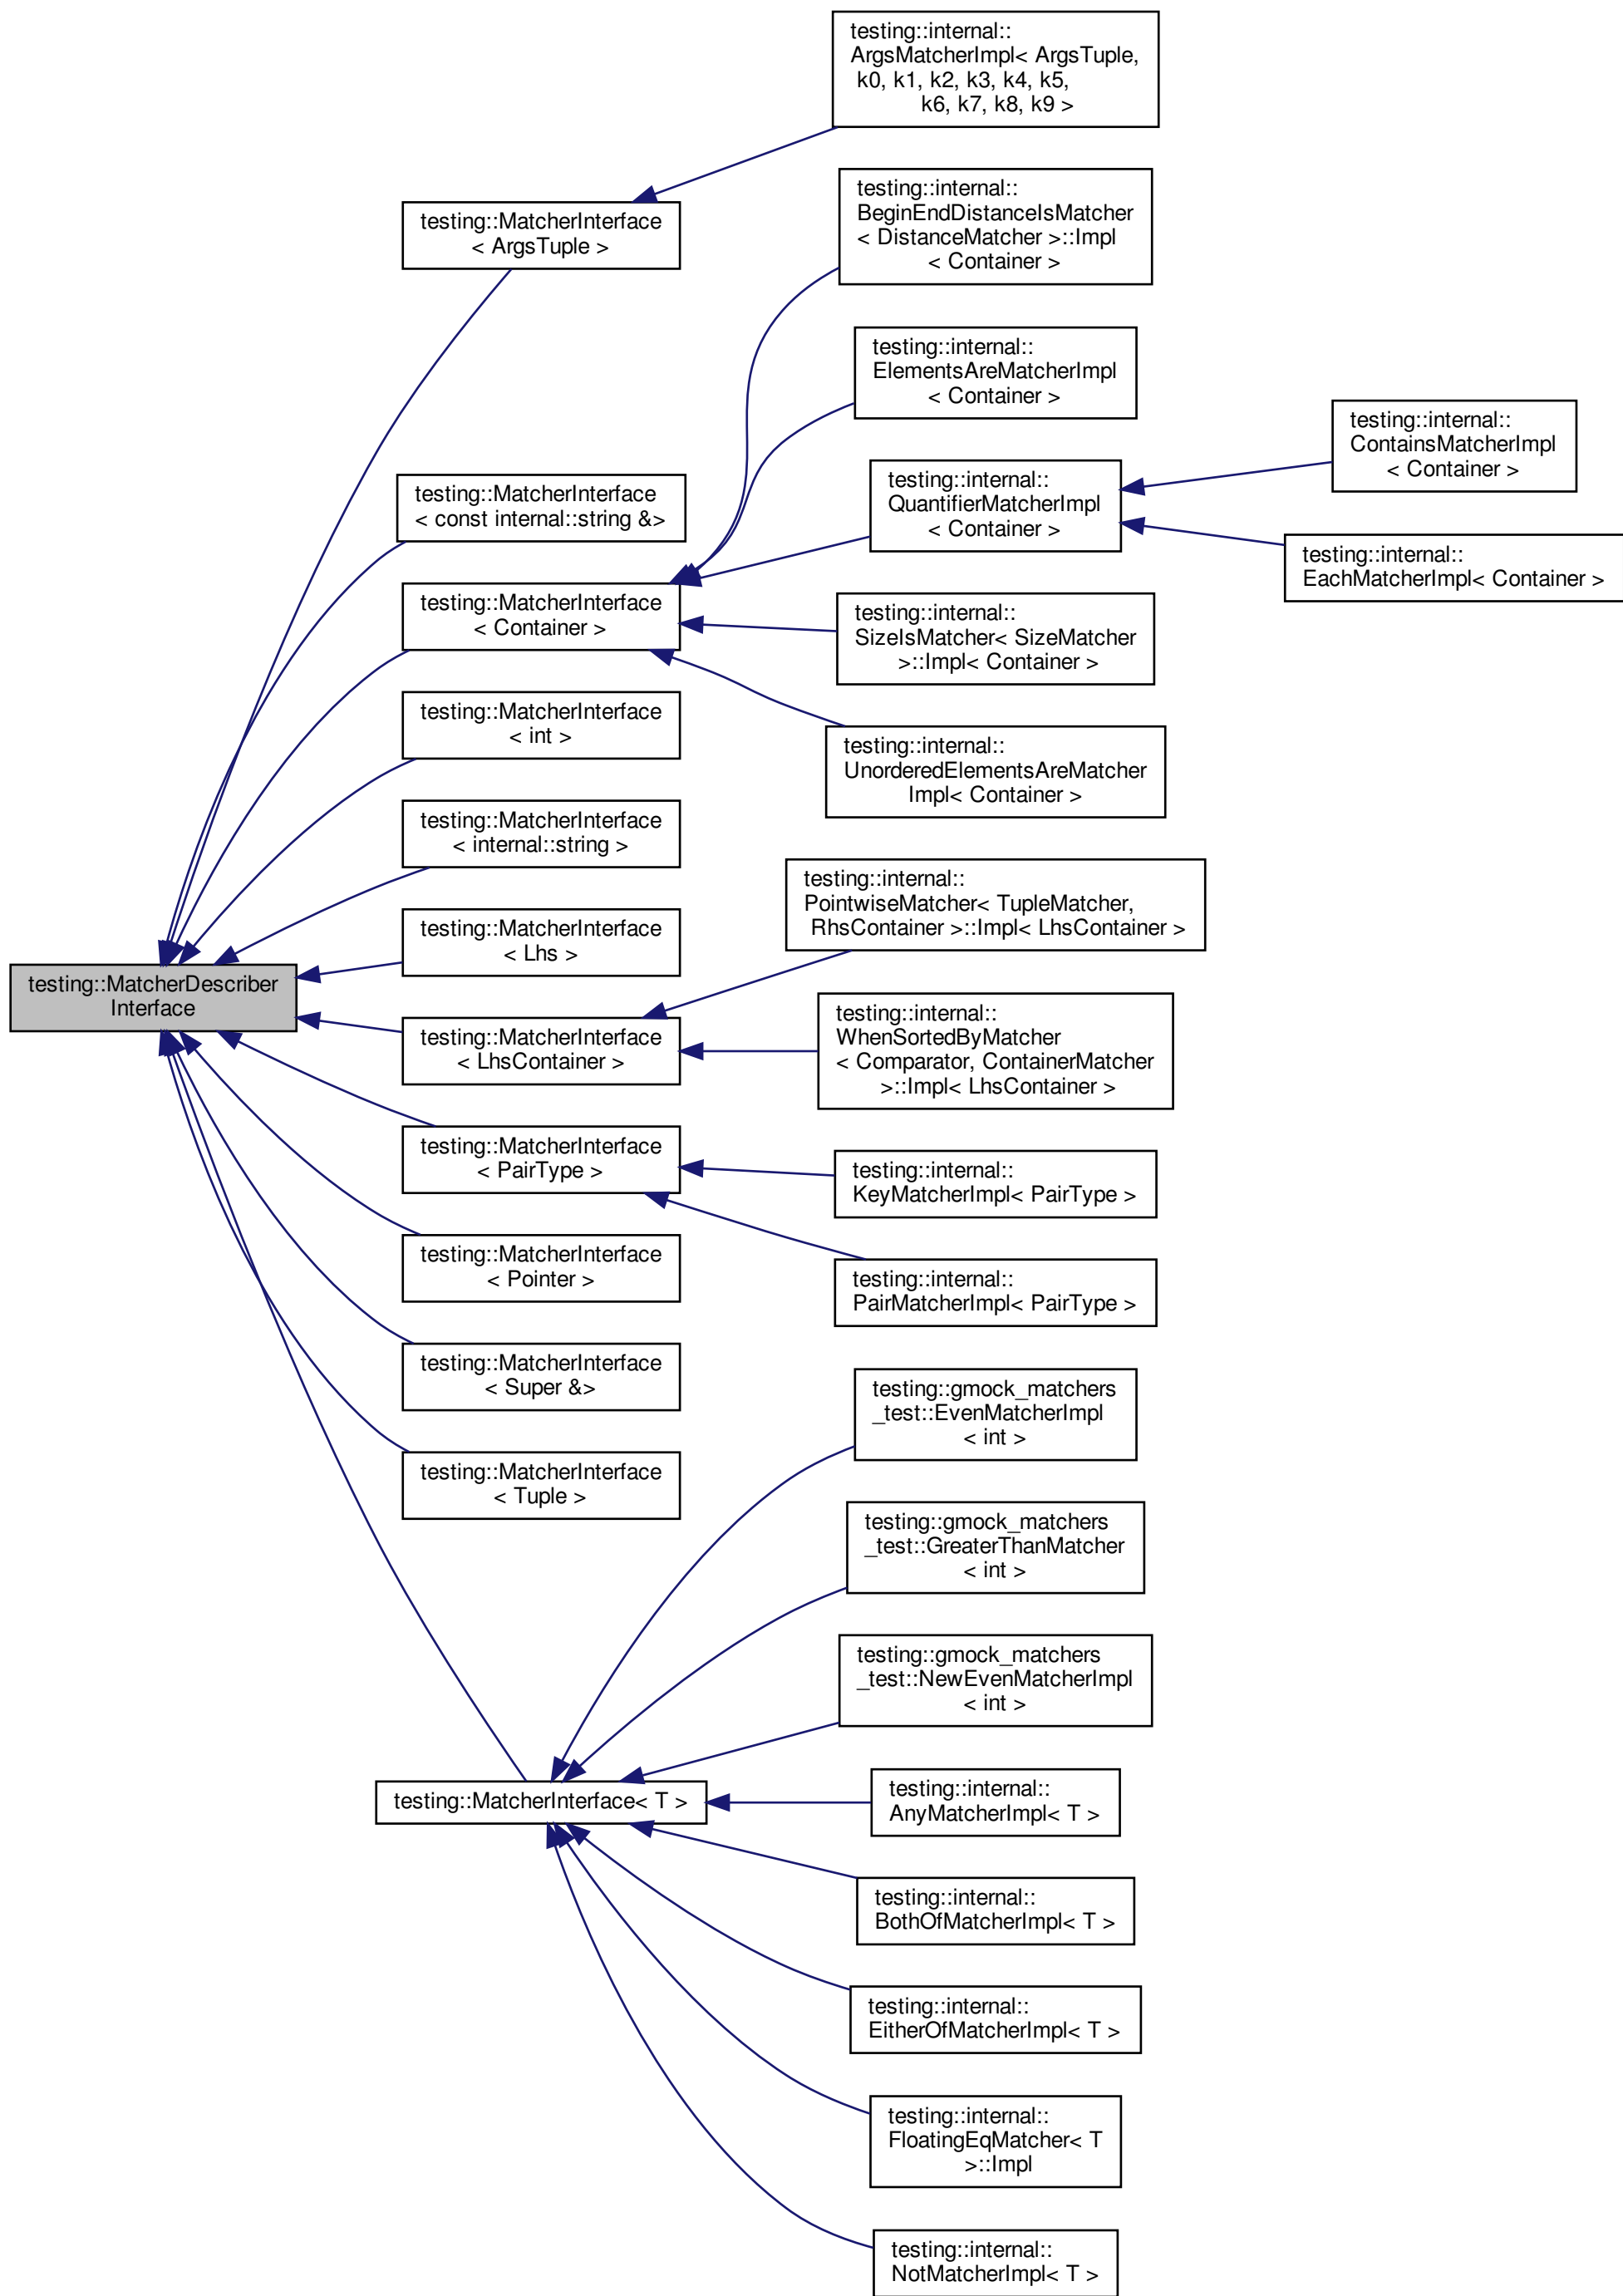 testing::internal::
ArgsMatcherImpl< ArgsTuple,
k0, k1, k2, k3, k4, k5,
k6, k7, k8, k9 >
testing::MatcherInterface
< ArgsTuple >
testing::internal::
BeginEndDistanceIsMatcher
< DistanceMatcher >::Impl
< Container >
testing::internal::
ElementsAreMatcherImpl
< Container >
testing::internal::
ContainsMatcherImpl
< Container >
testing::internal::
QuantifierMatcherImpl
< Container >
testing::MatcherInterface
< const internal::string &>
testing::internal::
EachMatcherImpl< Container >
testing::MatcherInterface
< Container >
testing::internal::
SizeIsMatcher< SizeMatcher
>::Impl< Container >
testing::MatcherInterface
< int >
testing::internal::
UnorderedElementsAreMatcher
Impl< Container >
testing::MatcherInterface
< internal::string >
testing::internal::
PointwiseMatcher< TupleMatcher,
RhsContainer >::Impl< LhsContainer >
testing::MatcherInterface
< Lhs >
testing::MatcherDescriber
Interface
testing::MatcherInterface
< LhsContainer >
testing::internal::
WhenSortedByMatcher
< Comparator, ContainerMatcher
>::Impl< LhsContainer >
testing::MatcherInterface
< PairType >
testing::internal::
KeyMatcherImpl< PairType >
testing::MatcherInterface
< Pointer >
testing::internal::
PairMatcherImpl< PairType >
testing::MatcherInterface
< Super &>
testing::gmock_matchers
_test::EvenMatcherImpl
< int >
testing::MatcherInterface
< Tuple >
testing::gmock_matchers
_test::GreaterThanMatcher
< int >
testing::gmock_matchers
_test::NewEvenMatcherImpl
< int >
testing::MatcherInterface< T >
testing::internal::
AnyMatcherImpl< T >
testing::internal::
BothOfMatcherImpl< T >
testing::internal::
EitherOfMatcherImpl< T >
testing::internal::
FloatingEqMatcher< T
>::Impl
testing::internal::
NotMatcherImpl< T >